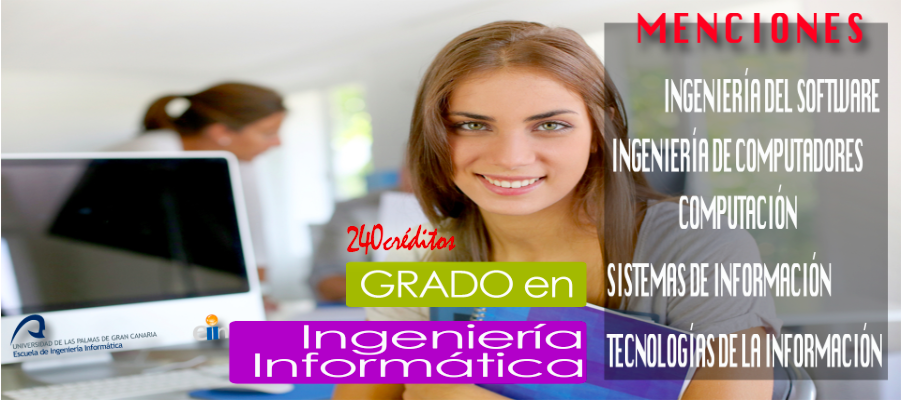 MENCIONES
INGENIERÍA DEL SOFTWARE
INGENIERÍA DE COMPUTADORES
COMPUTACIÓN
SISTEMAS DE INFORMACIÓN
TECNOLOGÍAS DE LA INFORMACIÓN
240créditos
GRADO en
Ingeniería
Informática
UNIVERSIDAD DE LAS PALMAS DE GRAN CANARIA
Escuela de Ingeniería Informática